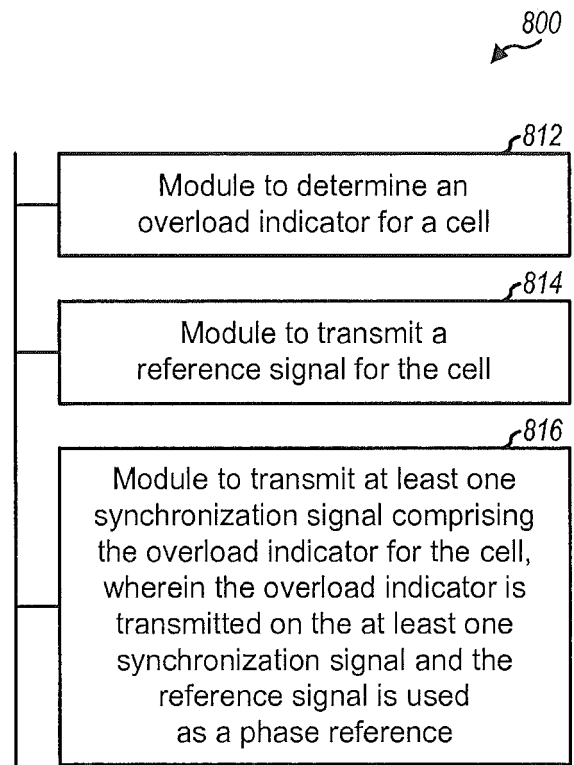 800
812
Module to determine an
overload indicator for a cell
814
Module to transmit a
reference signal for the cell
816
Module to transmit at least one
synchronization signal comprising
the overload indicator for the cell,
wherein the overload indicator is
transmitted on the at least one
synchronization signal and the
reference signal is used
as a phase reference